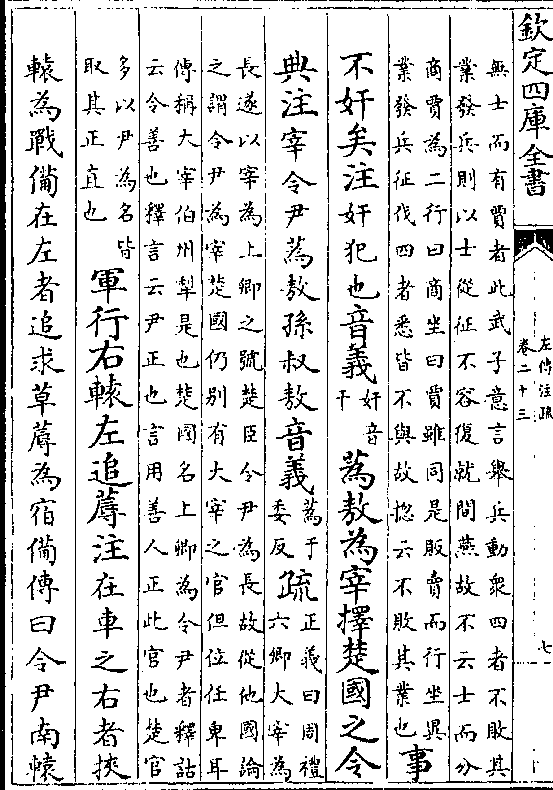 欽定四庫全書
左傳注疏
卷二十三
七
無士而有賈者此武子意言舉兵動衆四者不敗其
業發兵則以士從征不容復就問燕故不云士而分
商賈為二行曰商坐曰賈雖同是販賣而行坐異
業發兵征伐四者悉皆不與故揔云不敗其業也
事
不奸矣注奸犯也音義奸音
干
蒍敖為宰擇楚國之令
典注宰令尹蒍敖孫叔敖音義蒍于
委反
疏正義曰周禮
六卿大宰為
長遂以宰為上卿之號楚臣令尹為長故從他國論
之謂令尹為宰楚國仍别有大宰之官但位任卑耳
傳稱大宰伯州犁是也楚國名上卿為令尹者釋詁
云令善也釋言云尹正也言用善人正此官也楚官
多以尹為名皆
取其正直也
軍行右轅左追蓐注在車之右者挾
轅為戰備在左者追求草蓐為宿備傳曰令尹南轅